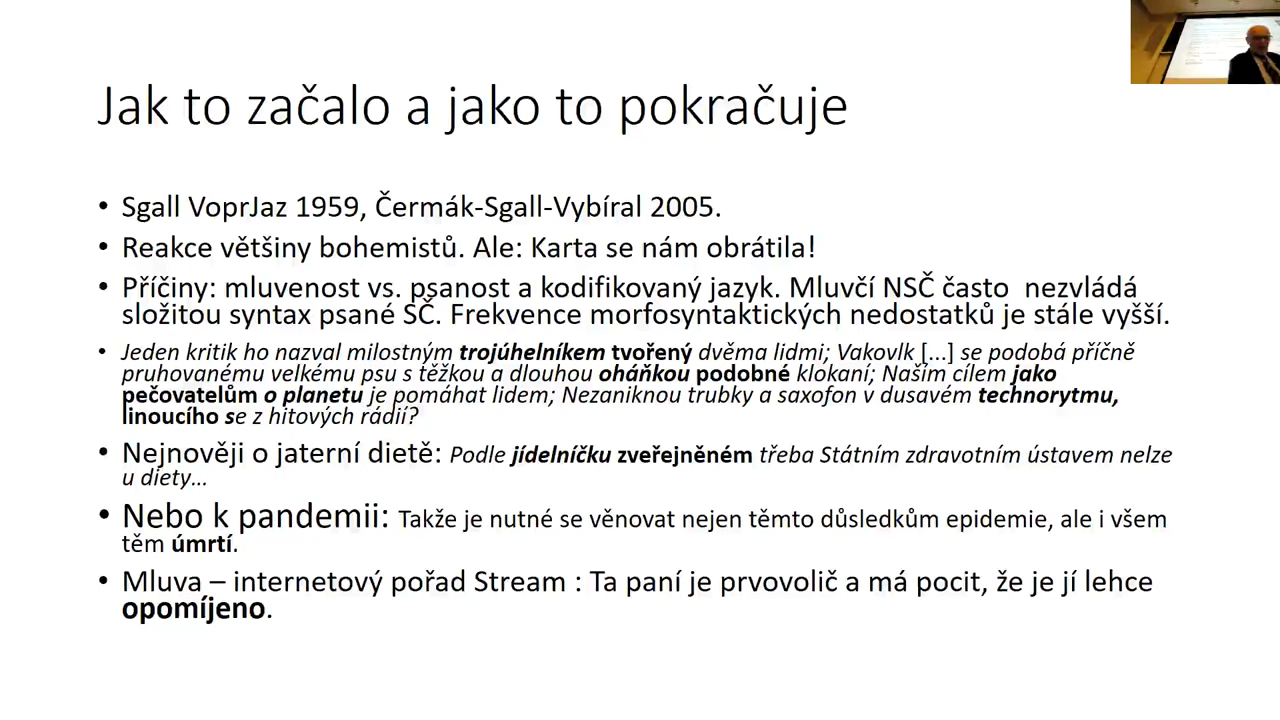 Jak to začalo a jako to pokračuje
• Sgall VoprJaz 1959, Čermák-Sgall-Vybíral 2005.
• Reakce většiny bohemistů. Ale: Karta se nám obrátila!
• Příčiny: mluvenost vs. psanost a kodifikovaný jazyk. Mluvčí NSČ často nezvládá
složitou syntax psané SČ. Frekvence morfosyntaktických nedostatků je stále vyšší.
• Jeden kritik ho nazval milostným trojúhelníkem tvořený dvěma lidmi; Vakovlk [...] se podobá příčně
pruhovanému velkému psu s těžkou a dlouhou oháňkou podobné klokaní; Naším cílem jako
pečovatelům o planetu je pomáhat lidem; Nezaniknou trubky a saxofon v dusavém technorytmu,
linoucího se z hitových rádií?
• Nejnověji o jaterní dietě: Podle jídelníčku zveřejněném třeba Státním zdravotním ústavem nelze
u diety...
• Nebo k pandemii: Takže je nutné se věnovat nejen těmto důsledkům epidemie, ale i všem
těm úmrtí.
• Mluva – internetový pořad Stream : Ta paní je prvovolič a má pocit, že je jí lehce
opomíjeno.